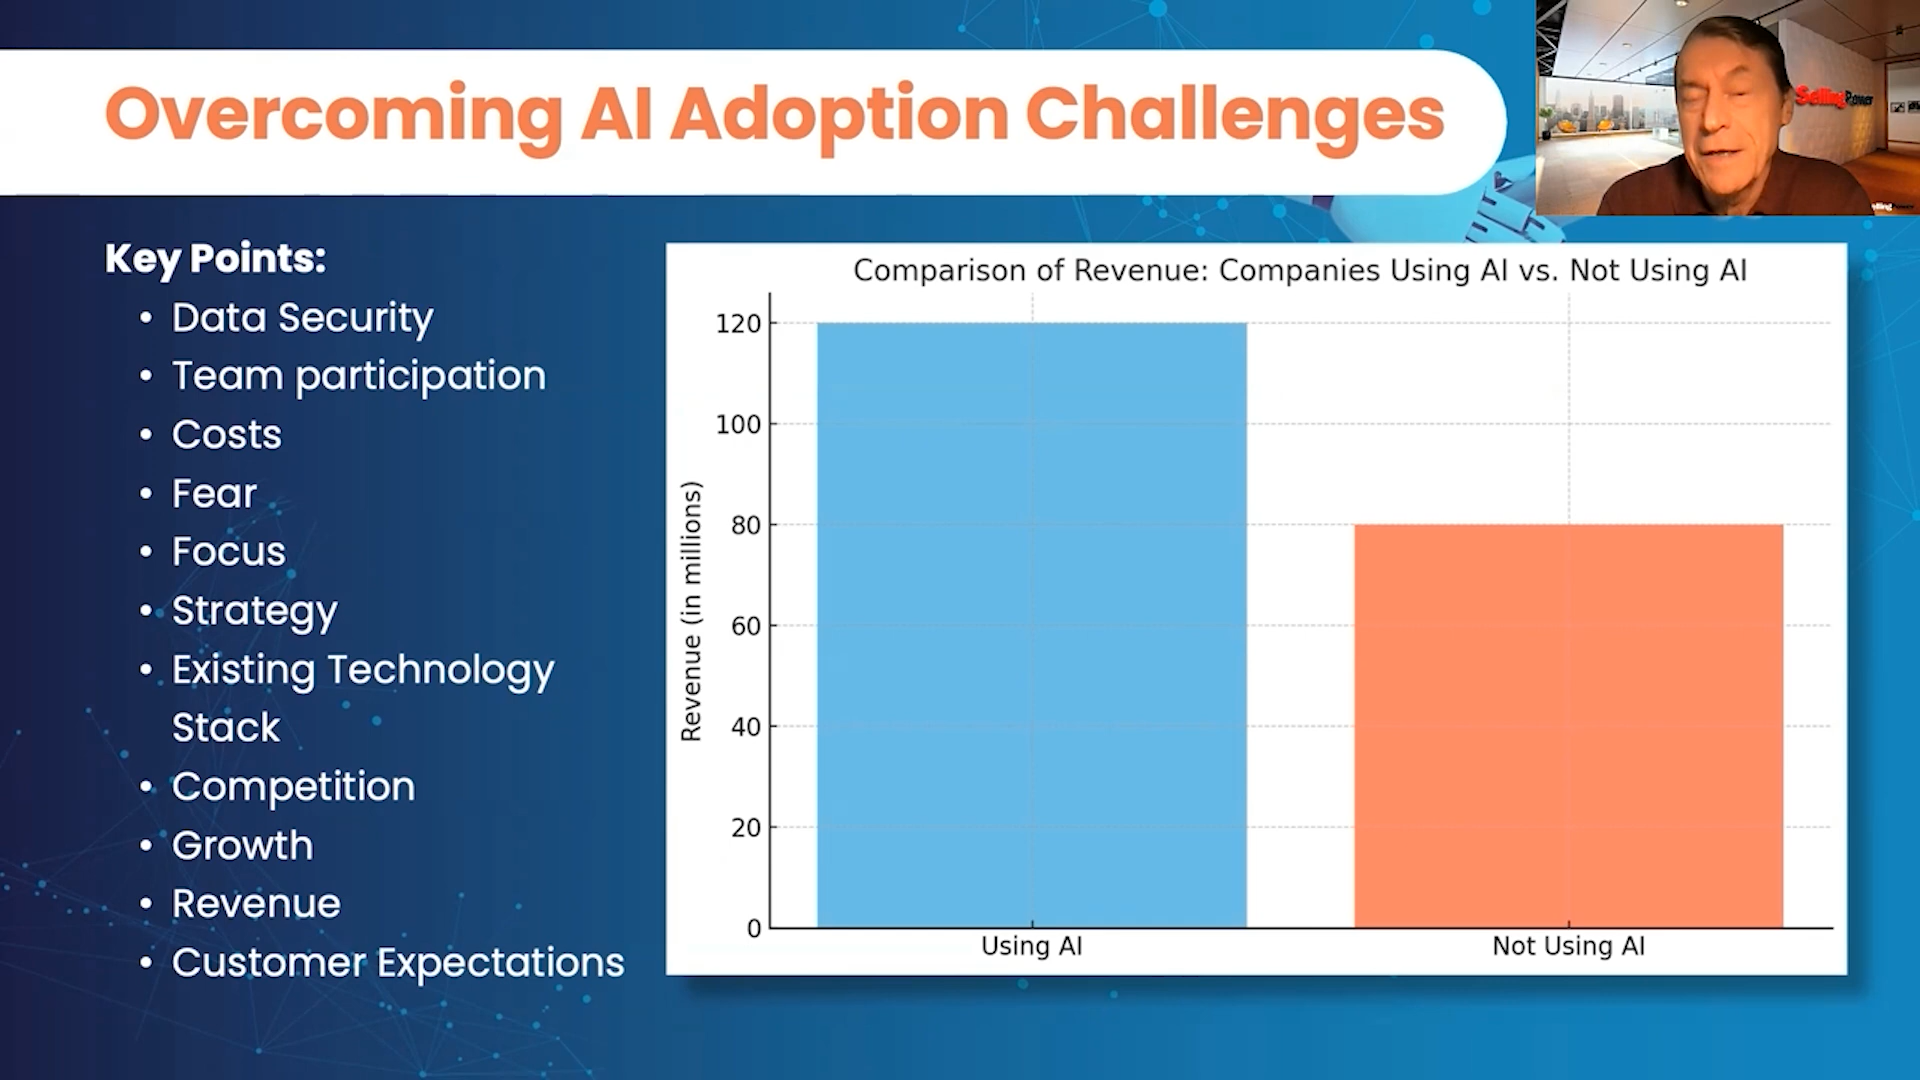 Overcoming AI Adoption Challenges
Selling Power
Key Points:
• Data Security
• Team participation
• Costs
• Fear
• Focus
• Strategy
• Existing Technology
Stack
• Competition
• Growth
• Revenue
• Customer Expectations
Comparison of Revenue: Companies Using AI vs. Not Using AI
Revenue (in millions)
120
100
80
60
40
20
0
Using AI
Not Using AI